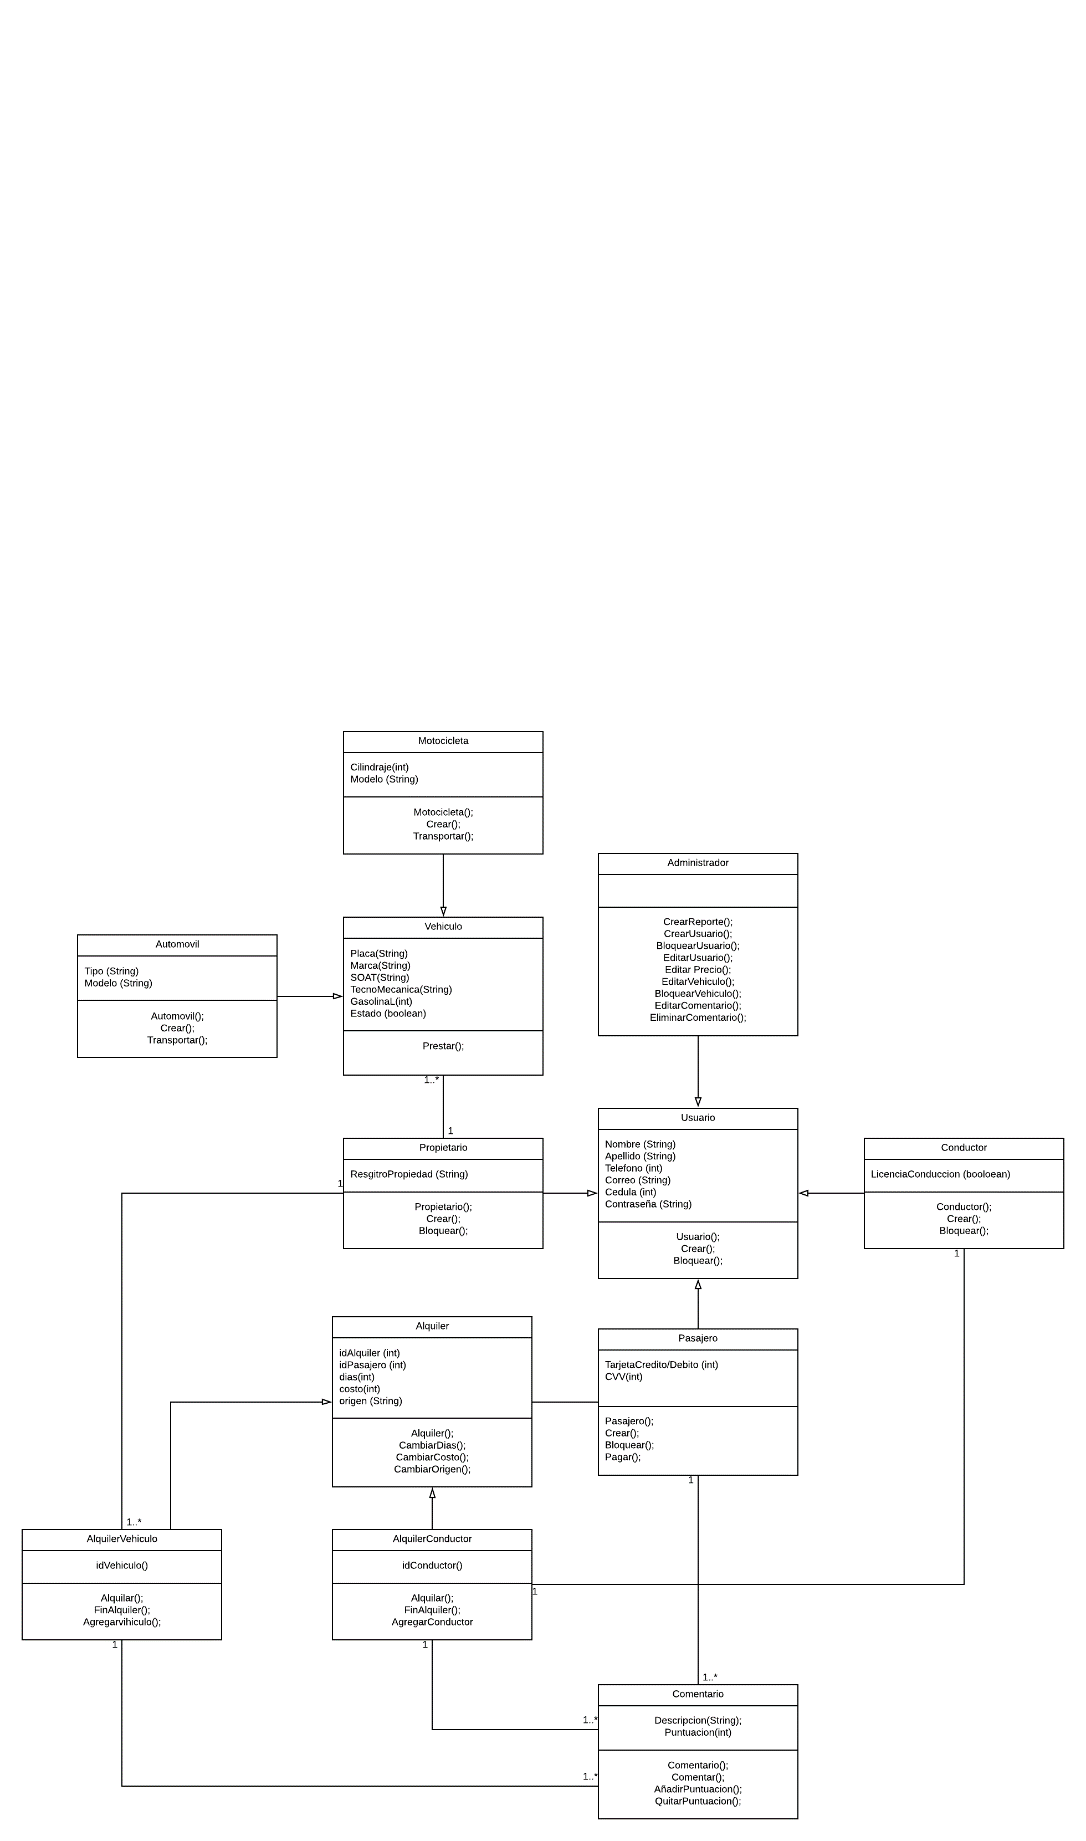 Motocicleta
Cilindraje(int)
Modelo (String)
Motocicleta();
Crear();
Transportar();
Administrador
CrearReporte();
CrearUsuario();
BloquearUsuario();
EditarUsuario();
Editar Precio();
EditarVehiculo();
BloquearVehiculo();
EditarComentario();
EliminarComentario();
Vehiculo
Placa(String)
Marca(String)
SOAT(String)
TecnoMecanica(String)
GasolinaL(int)
Estado (boolean)
Prestar();
1..*
Automovil
Tipo (String)
Modelo (String)
Automovil();
Crear();
Transportar();
1
Propietario
ResgitroPropiedad (String)
Propietario();
Crear();
Bloquear();
1
Usuario
Nombre (String)
Apellido (String)
Telefono (int)
Correo (String)
Cedula (int)
Contraseña (String)
Usuario();
Crear();
Bloquear();
Conductor
LicenciaConduccion (booloean)
Conductor();
Crear();
Bloquear();
1
Alquiler
idAlquiler (int)
idPasajero (int)
dias(int)
costo(int)
origen (String)
Alquiler();
CambiarDias();
CambiarCosto();
CambiarOrigen();
Pasajero
TarjetaCredito/Debito (int)
CVV(int)
Pasajero();
Crear();
Bloquear();
Pagar();
1
1..*
AlquilerVehiculo
idVehiculo()
Alquilar();
FinAlquiler();
Agregarvihiculo();
1
AlquilerConductor
idConductor()
Alquilar();
FinAlquiler();
AgregarConductor
1
1
1..*
Comentario
Descripcion(String);
Puntuacion(int)
Comentario();
Comentar();
AñadirPuntuacion();
QuitarPuntuacion();
1..*
1..*